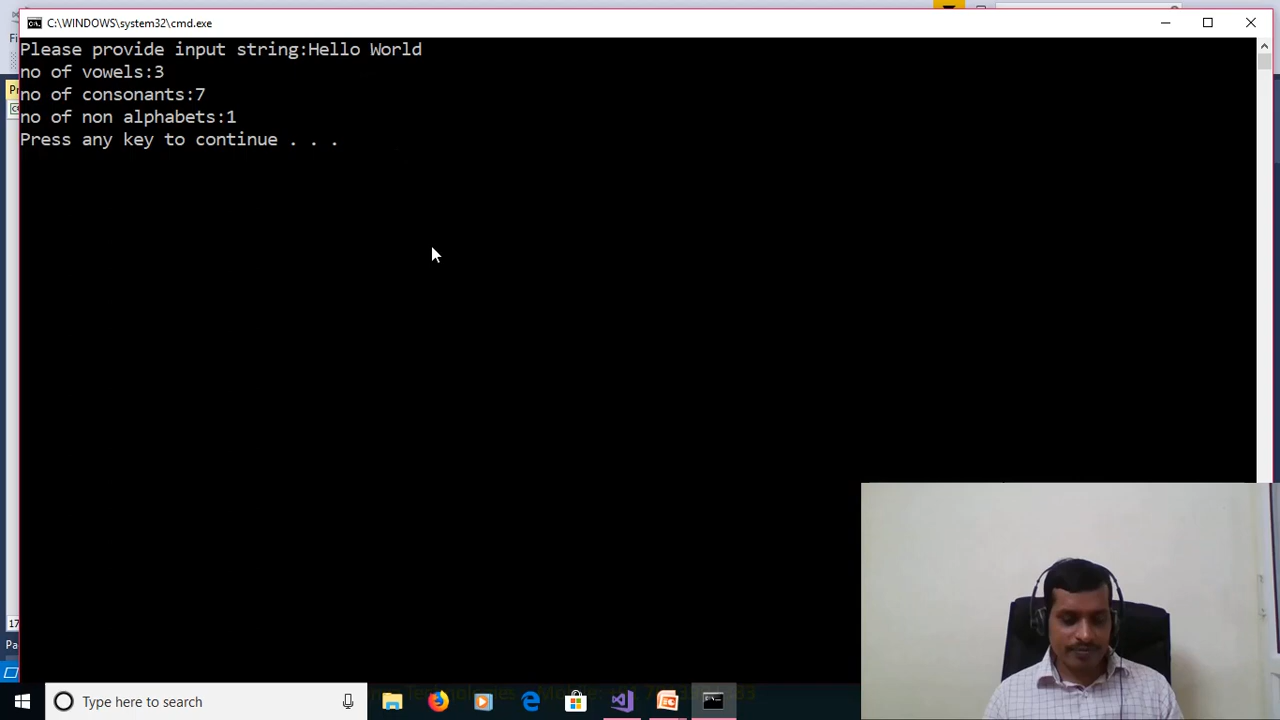 C:\WINDOWS\system32\cmd.exe
Please provide input string:Hello World
no of vowels:3
no of consonants:7
no of non alphabets:1
Press any key to continue . . .
Type here to search